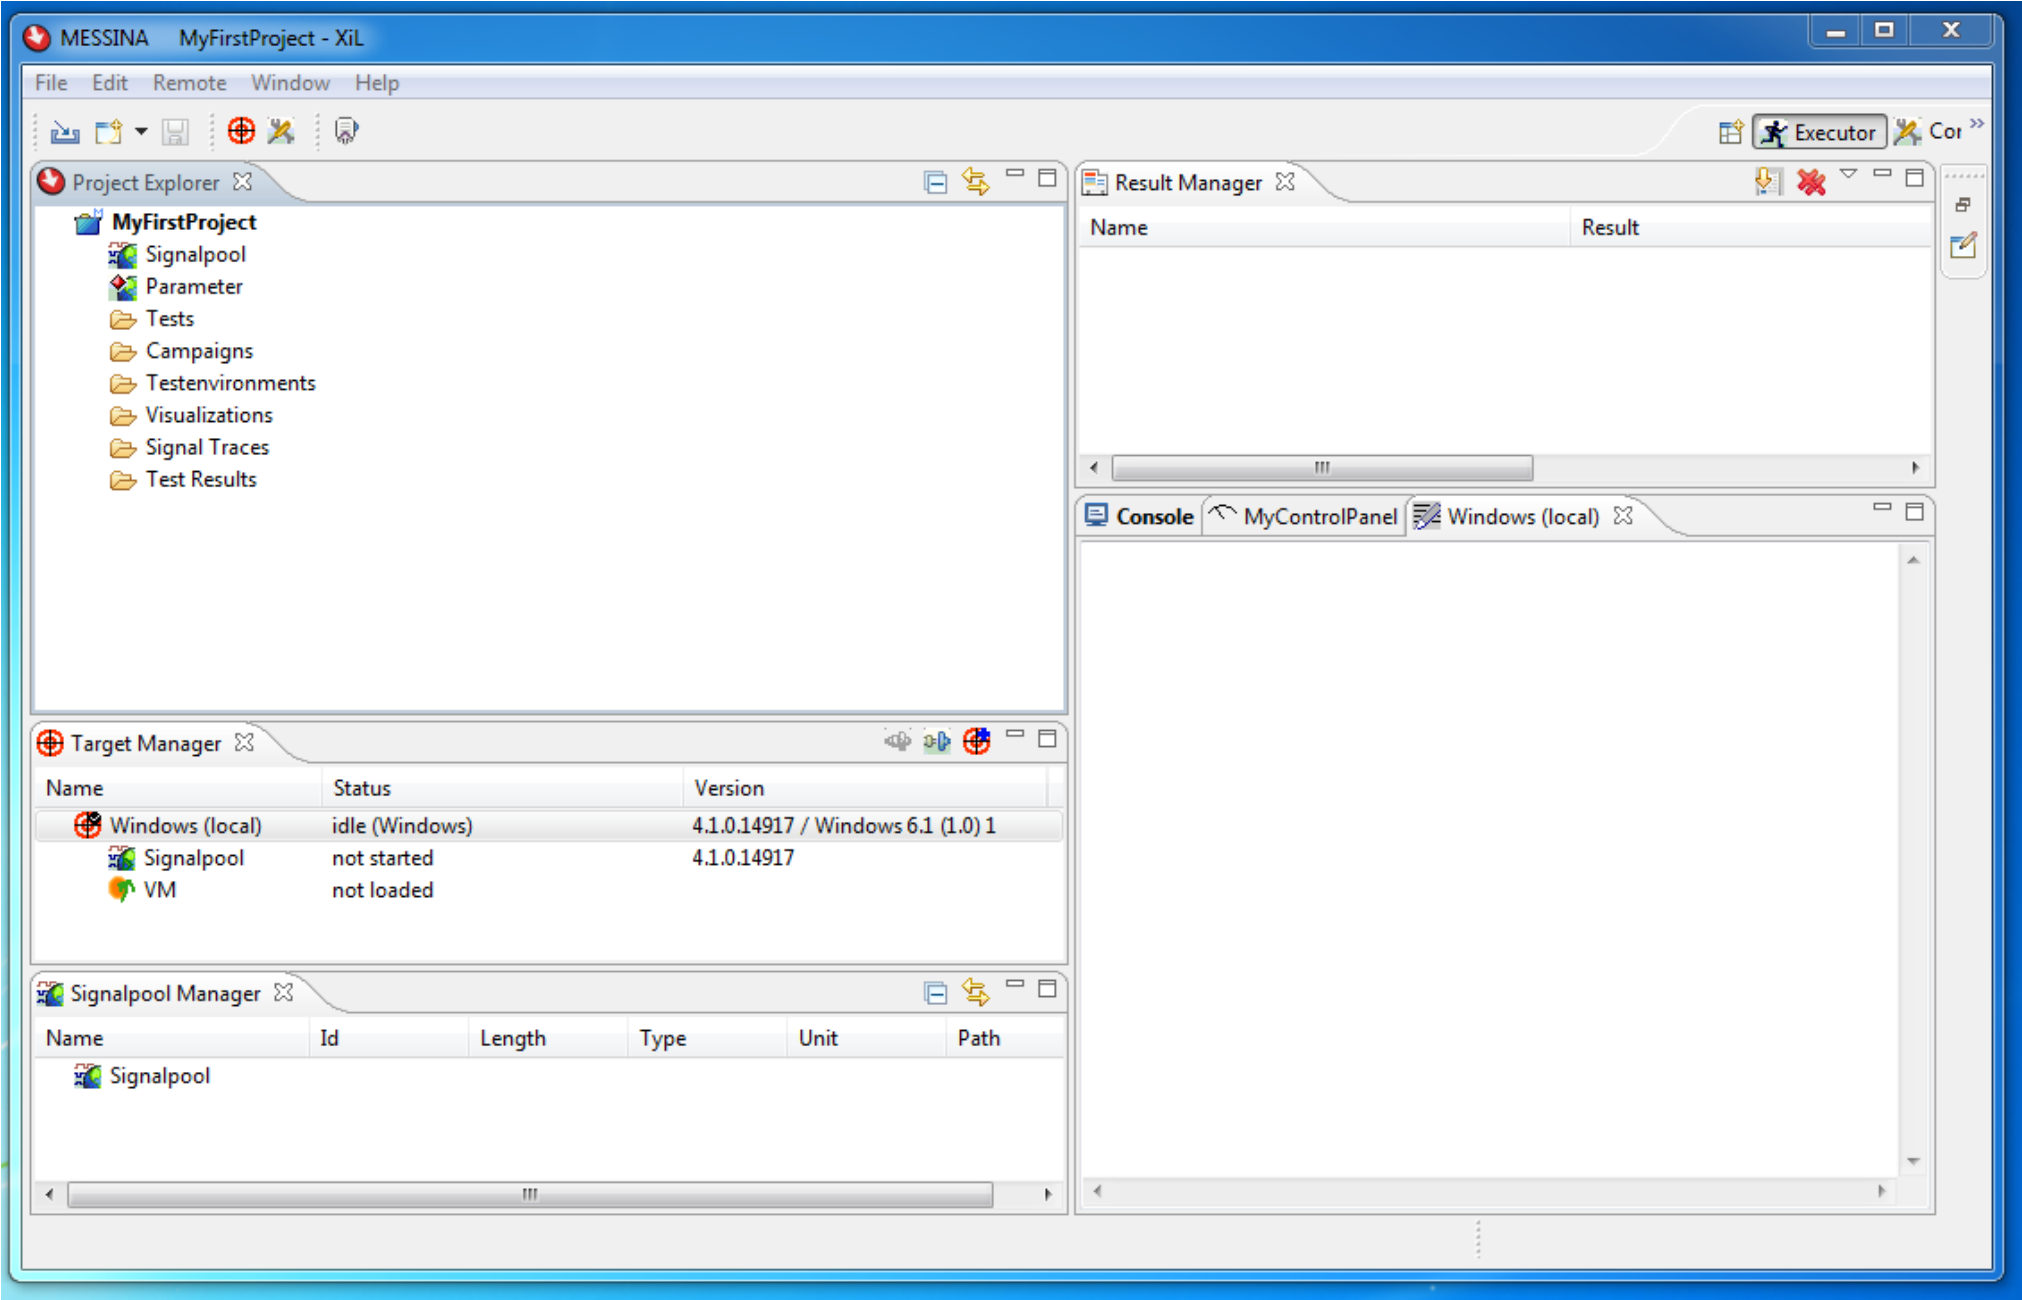 MESSINA MyFirstProject - XiL
File Edit Remote Window Help
Executor
Cor
Project Explorer
MyFirstProject
Signalpool
Parameter
Tests
Campaigns
Testenvironments
Visualizations
Signal Traces
Test Results
Result Manager
Name Result
Console MyControlPanel Windows (local)
Target Manager
Name Status Version
Windows (local) idle (Windows) 4.1.0.14917 / Windows 6.1 (1.0) 1
Signalpool not started 4.1.0.14917
VM not loaded
Signalpool Manager
Name Id Length Type Unit Path
Signalpool